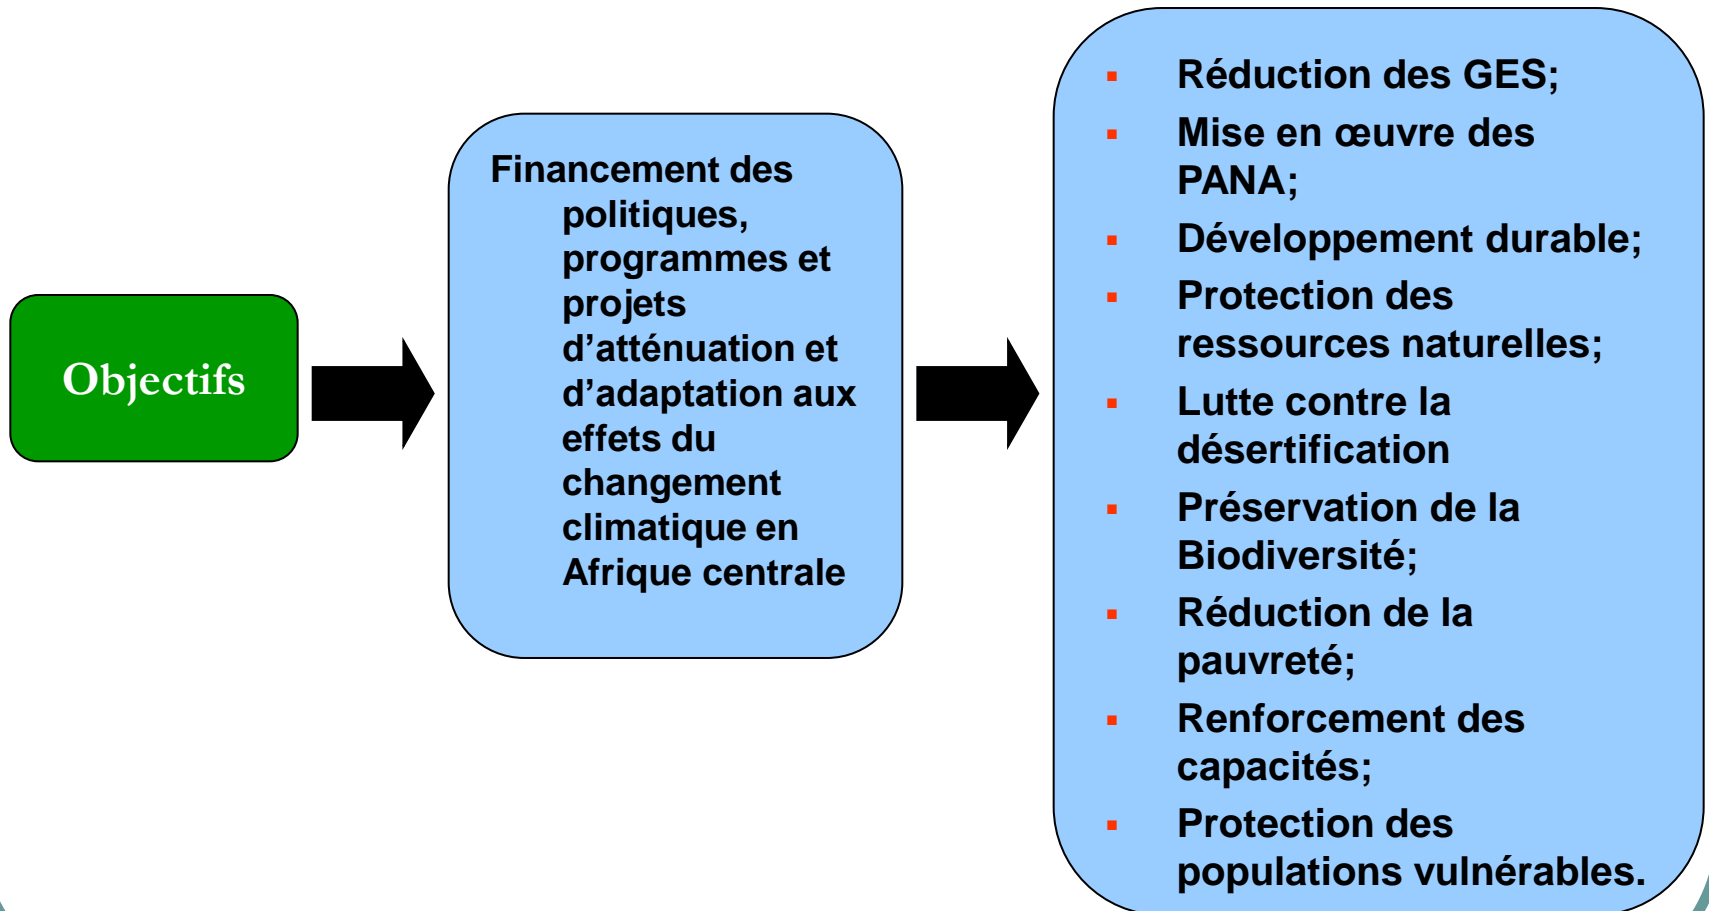 Objectifs
Financement des
politiques,
programmes et
projets
d’atténuation et
d’adaptation aux
effets du
changement
climatique en
Afrique centrale
▪ Réduction des GES;
▪ Mise en œuvre des
PANA;
▪ Développement durable;
▪ Protection des
ressources naturelles;
▪ Lutte contre la
désertification
▪ Préservation de la
Biodiversité;
▪ Réduction de la
pauvreté;
▪ Renforcement des
capacités;
▪ Protection des
populations vulnérables.